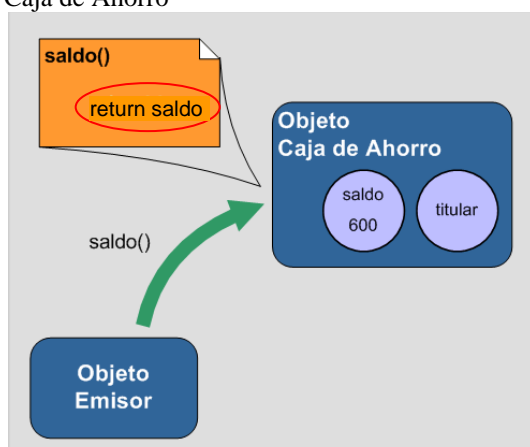 Caja de Ahorro
saldo()
return saldo
Objeto
Caja de Ahorro
saldo
600
titular
saldo()
Objeto
Emisor